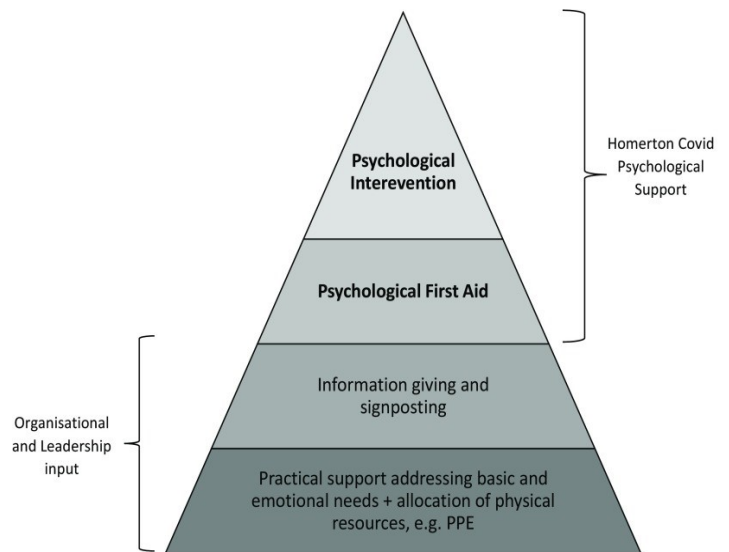 Psychological
Interevention
Homerton Covid
Psychological
Support
Psychological First Aid
Information giving and
signposting
Organisational
and Leadership
input
Practical support addressing basic and
emotional needs + allocation of physical
resources, e.g. PPE